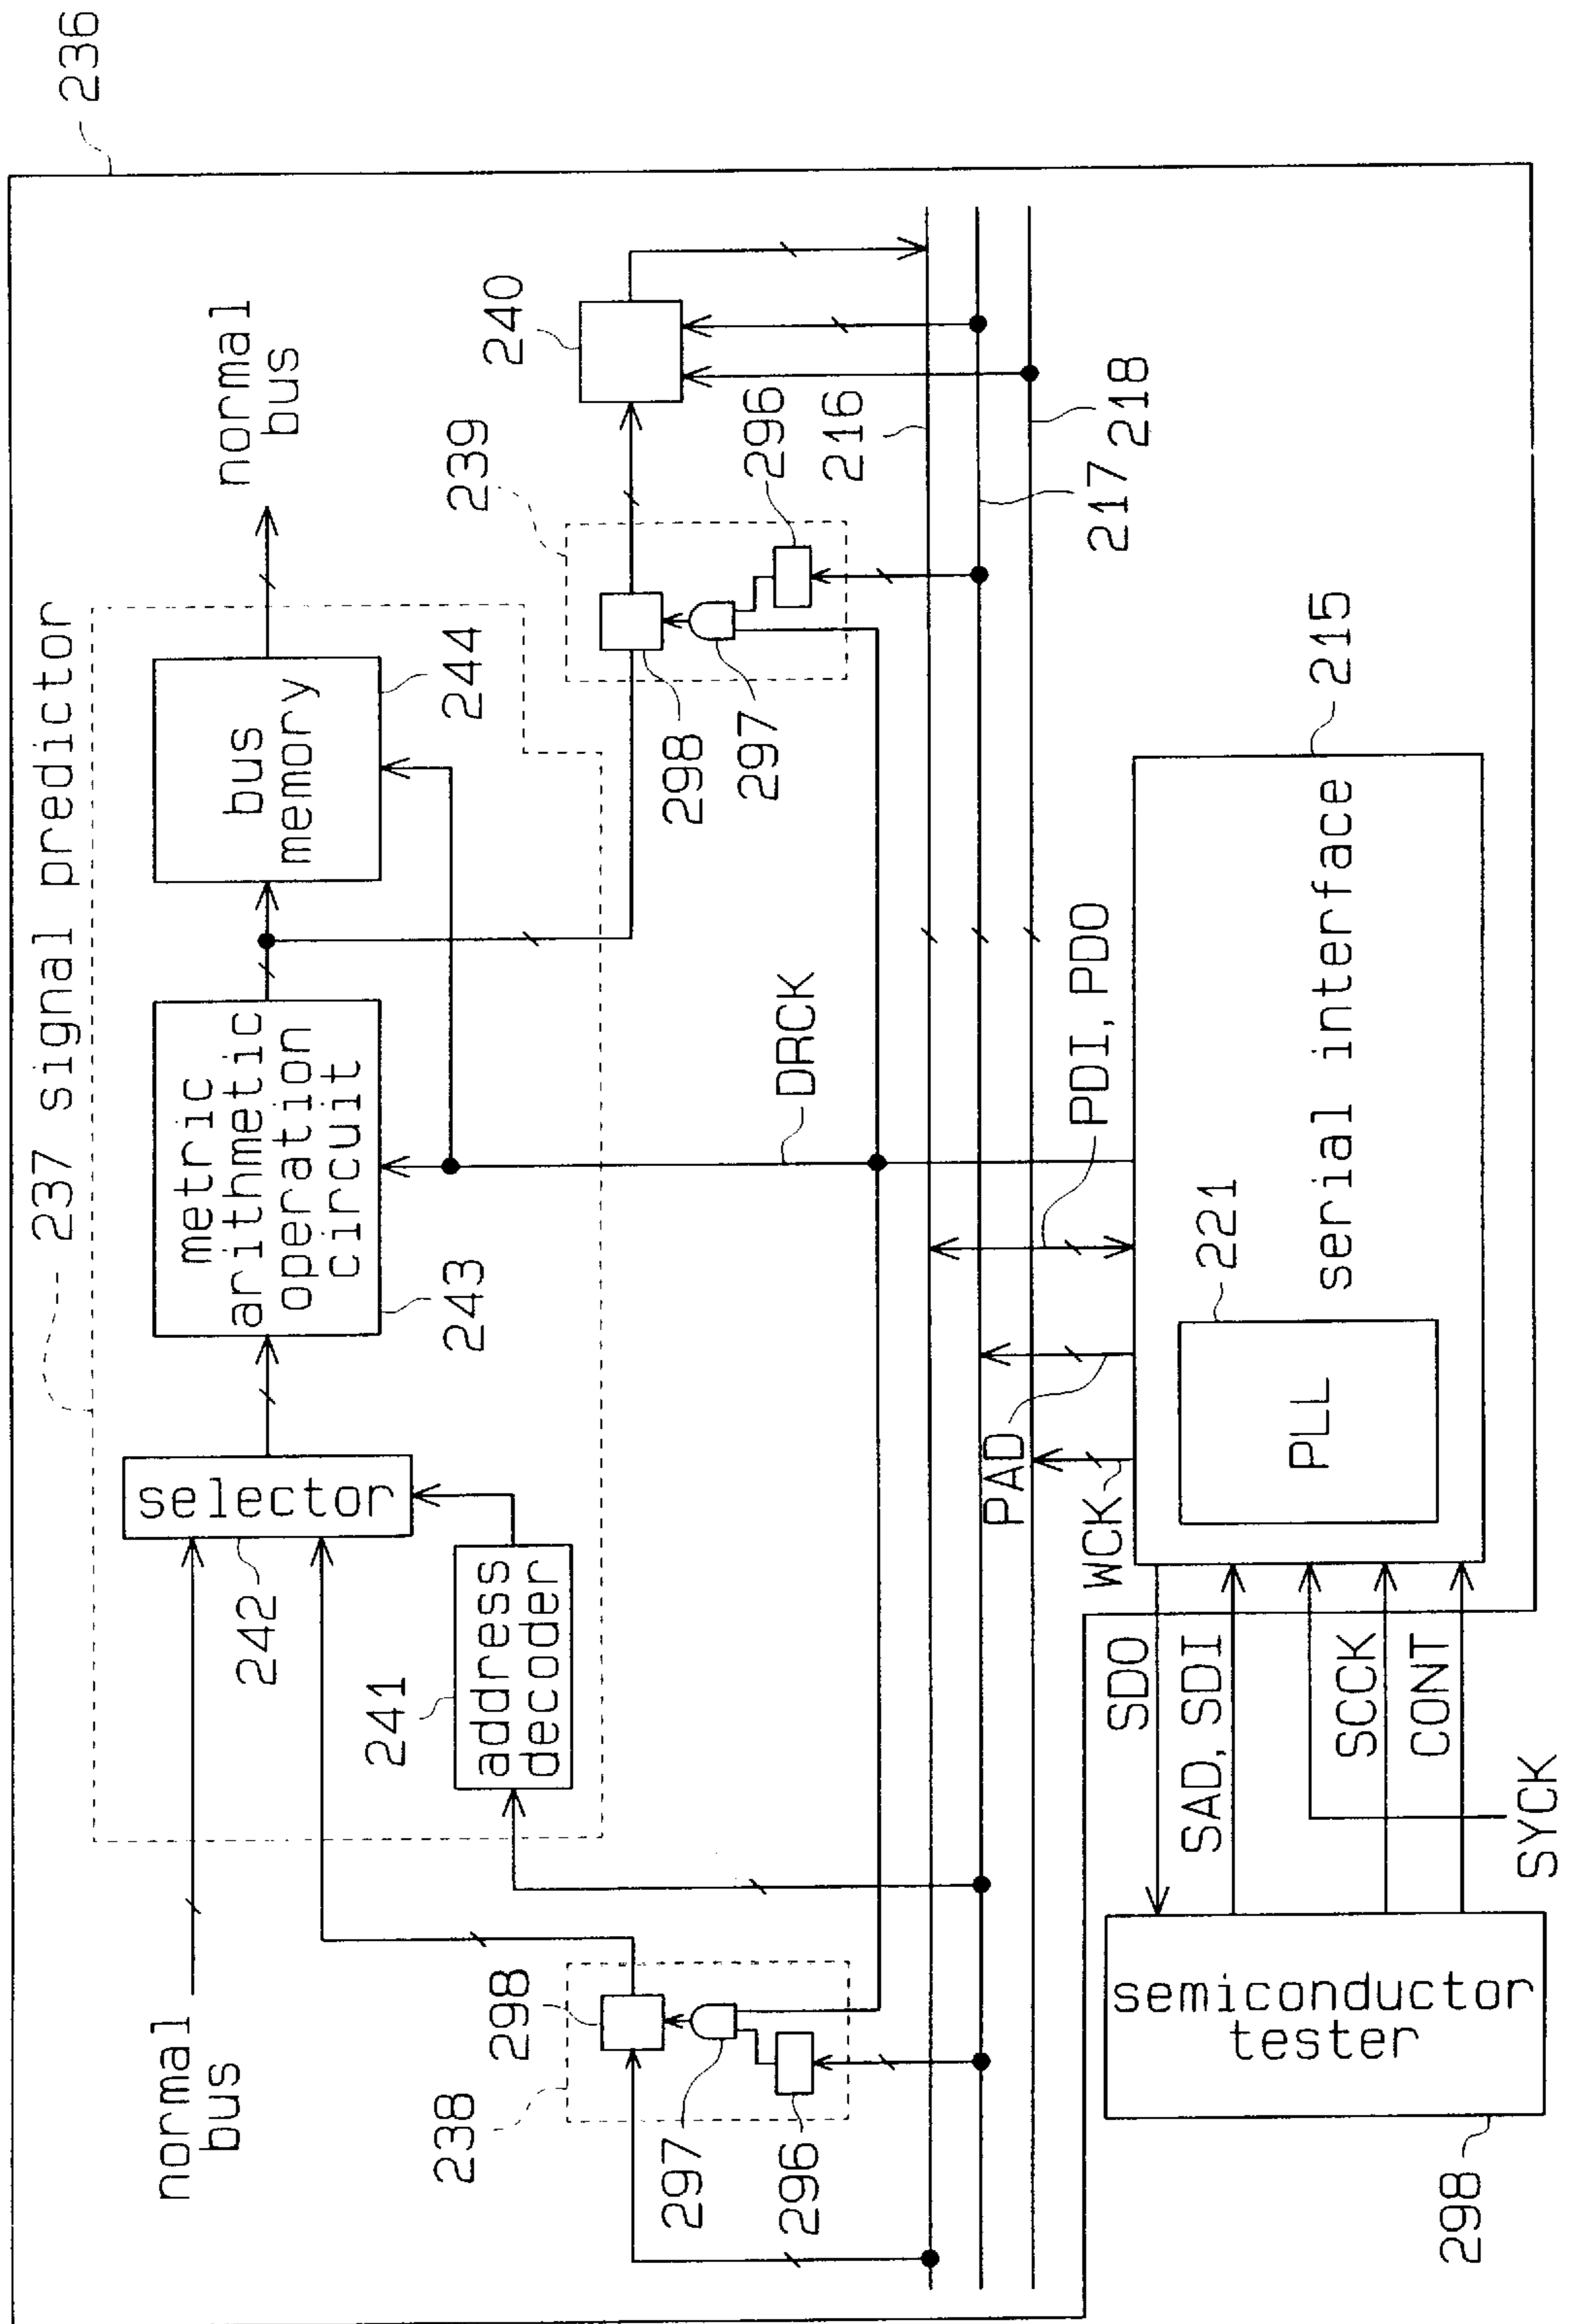 236
237 signal predictor
normal
bus
normal
bus
selector
242
metric
arithmetic
operation
circuit
243
bus
memory
244
address
decoder
241
238
298
297
296
239
298
297
296
240
216
217
218
DRCK
PDI, PDO
PAD
WCK
215
serial interface
221
PLL
SDO
SAD, SDI
SCCK
CONT
SYCK
semiconductor
tester
298